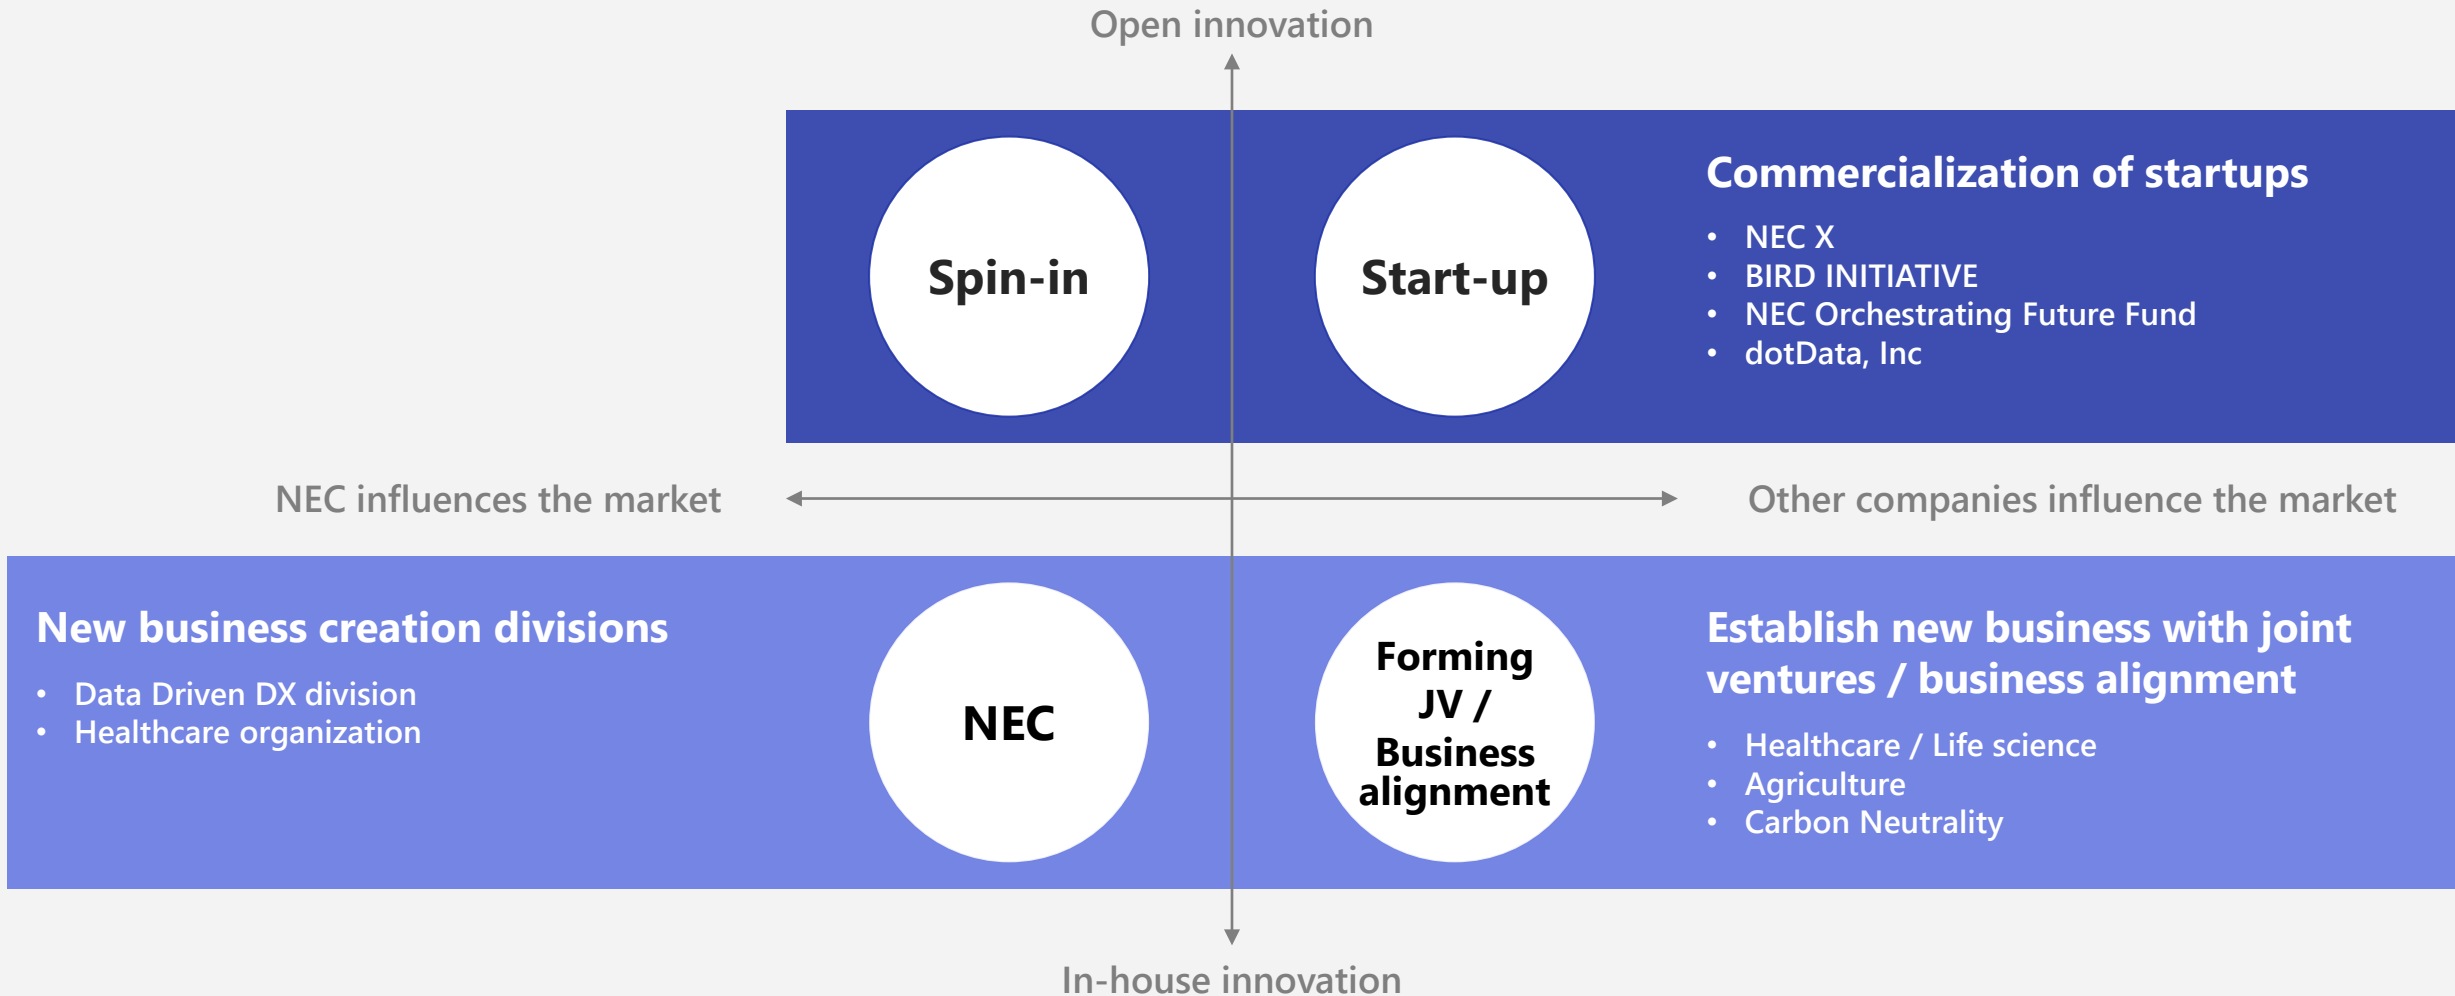 Open innovation
Spin-in
Start-up
Commercialization of startups
• NEC X
• BIRD INITIATIVE
• NEC Orchestrating Future Fund
• dotData, Inc
NEC influences the market
Other companies influence the market
New business creation divisions
• Data Driven DX division
• Healthcare organization
NEC
Forming
JV /
Business
alignment
Establish new business with joint
ventures / business alignment
• Healthcare / Life science
• Agriculture
• Carbon Neutrality
In-house innovation